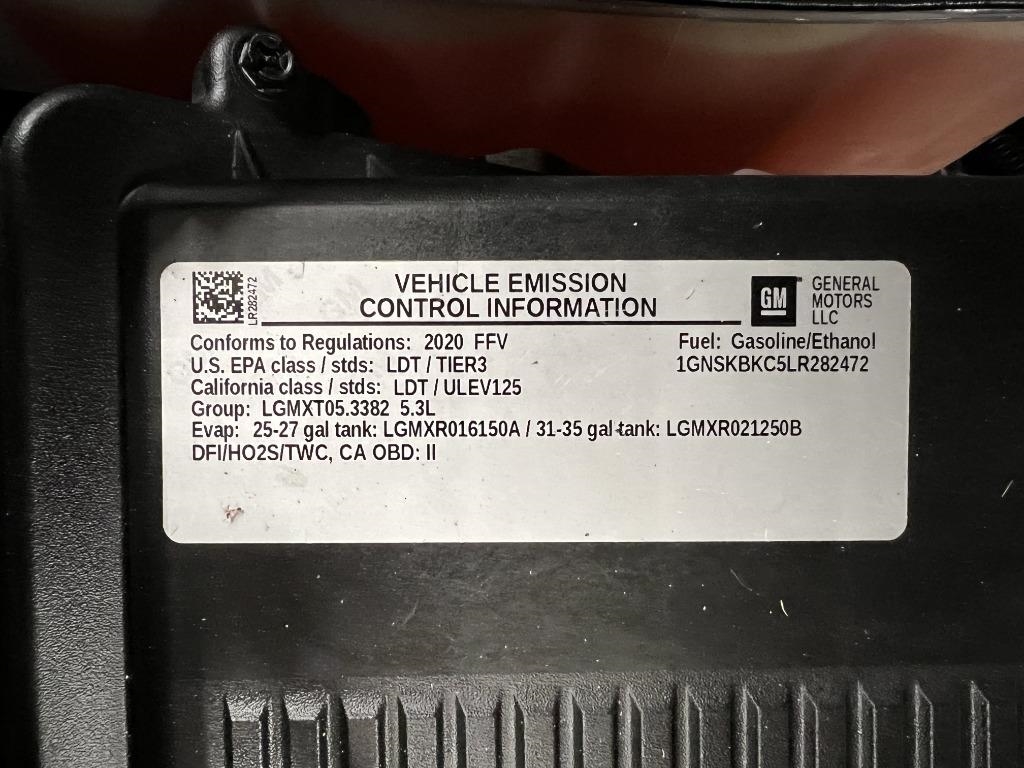 LR282472
VEHICLE EMISSION
CONTROL INFORMATION
GM
GENERAL
MOTORS
LLC
Conforms to Regulations: 2020 FFV
Fuel: Gasoline/Ethanol
U.S. EPA class / stds: LDT / TIER3
1GNSKBKC5LR282472
California class / stds: LDT / ULEV125
Group: LGMXT05.3382 5.3L
Evap: 25-27 gal tank: LGMXR016150A / 31-35 gal tank: LGMXR021250B
DFI/HO2S/TWC, CA OBD: II